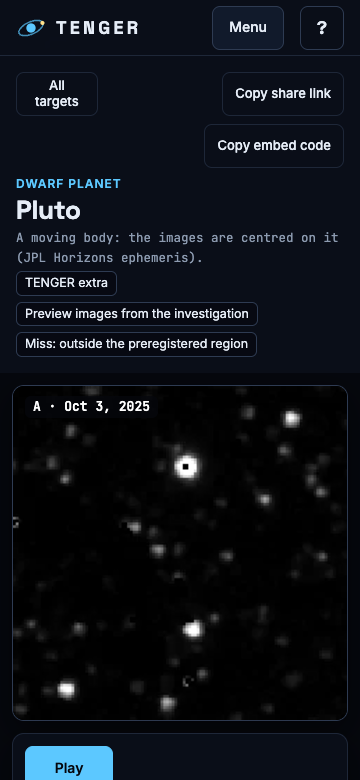 TENGER
Menu
?
All
targets
Copy share link
Copy embed code
DWARF PLANET
Pluto
A moving body: the images are centred on it
(JPL Horizons ephemeris).
TENGER extra
Preview images from the investigation
Miss: outside the preregistered region
A · Oct 3, 2025
Play